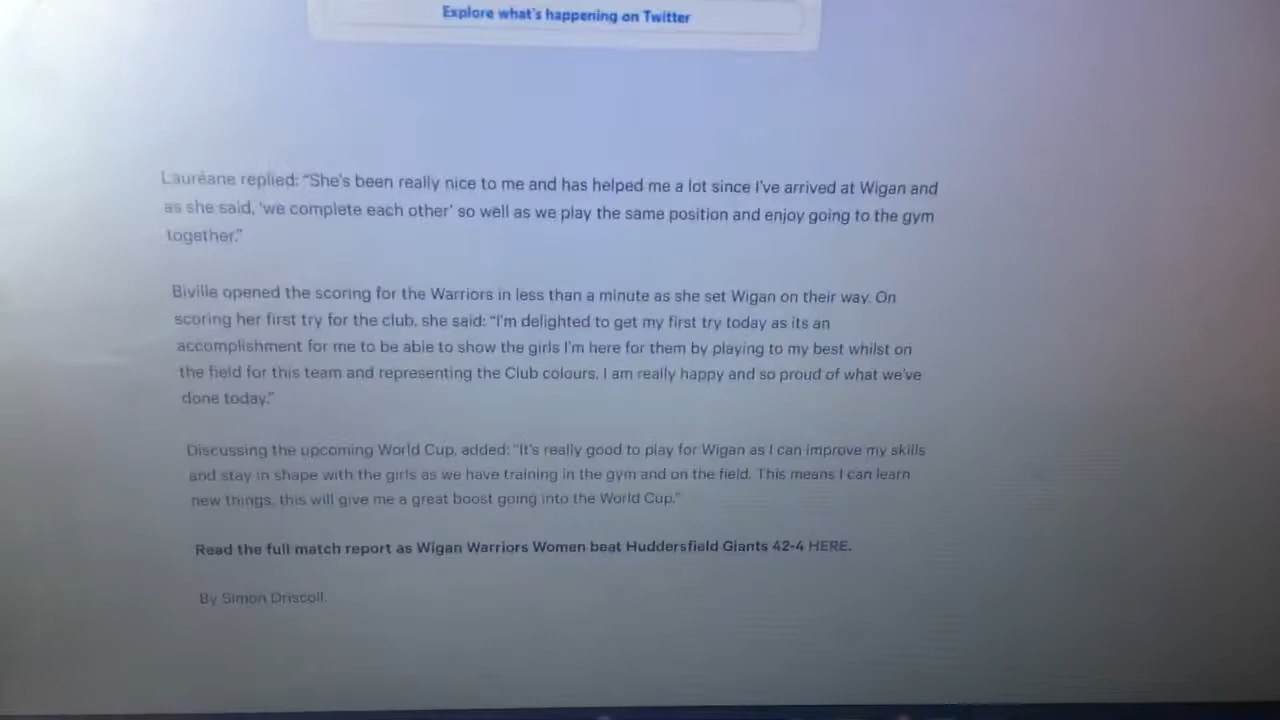 Explore what's happening on Twitter
Lauréane replied: “She's been really nice to me and has helped me a lot since I've arrived at Wigan and
as she said, 'we complete each other' so well as we play the same position and enjoy going to the gym
together.”
Biville opened the scoring for the Warriors in less than a minute as she set Wigan on their way. On
scoring her first try for the club, she said: “I'm delighted to get my first try today as its an
accomplishment for me to be able to show the girls I'm here for them by playing to my best whilst on
the field for this team and representing the Club colours. I am really happy and so proud of what we've
done today.”
Discussing the upcoming World Cup, added: “It's really good to play for Wigan as I can improve my skills
and stay in shape with the girls as we have training in the gym and on the field. This means I can learn
new things, this will give me a great boost going into the World Cup.”
Read the full match report as Wigan Warriors Women beat Huddersfield Giants 42-4 HERE.
By Simon Driscoll.